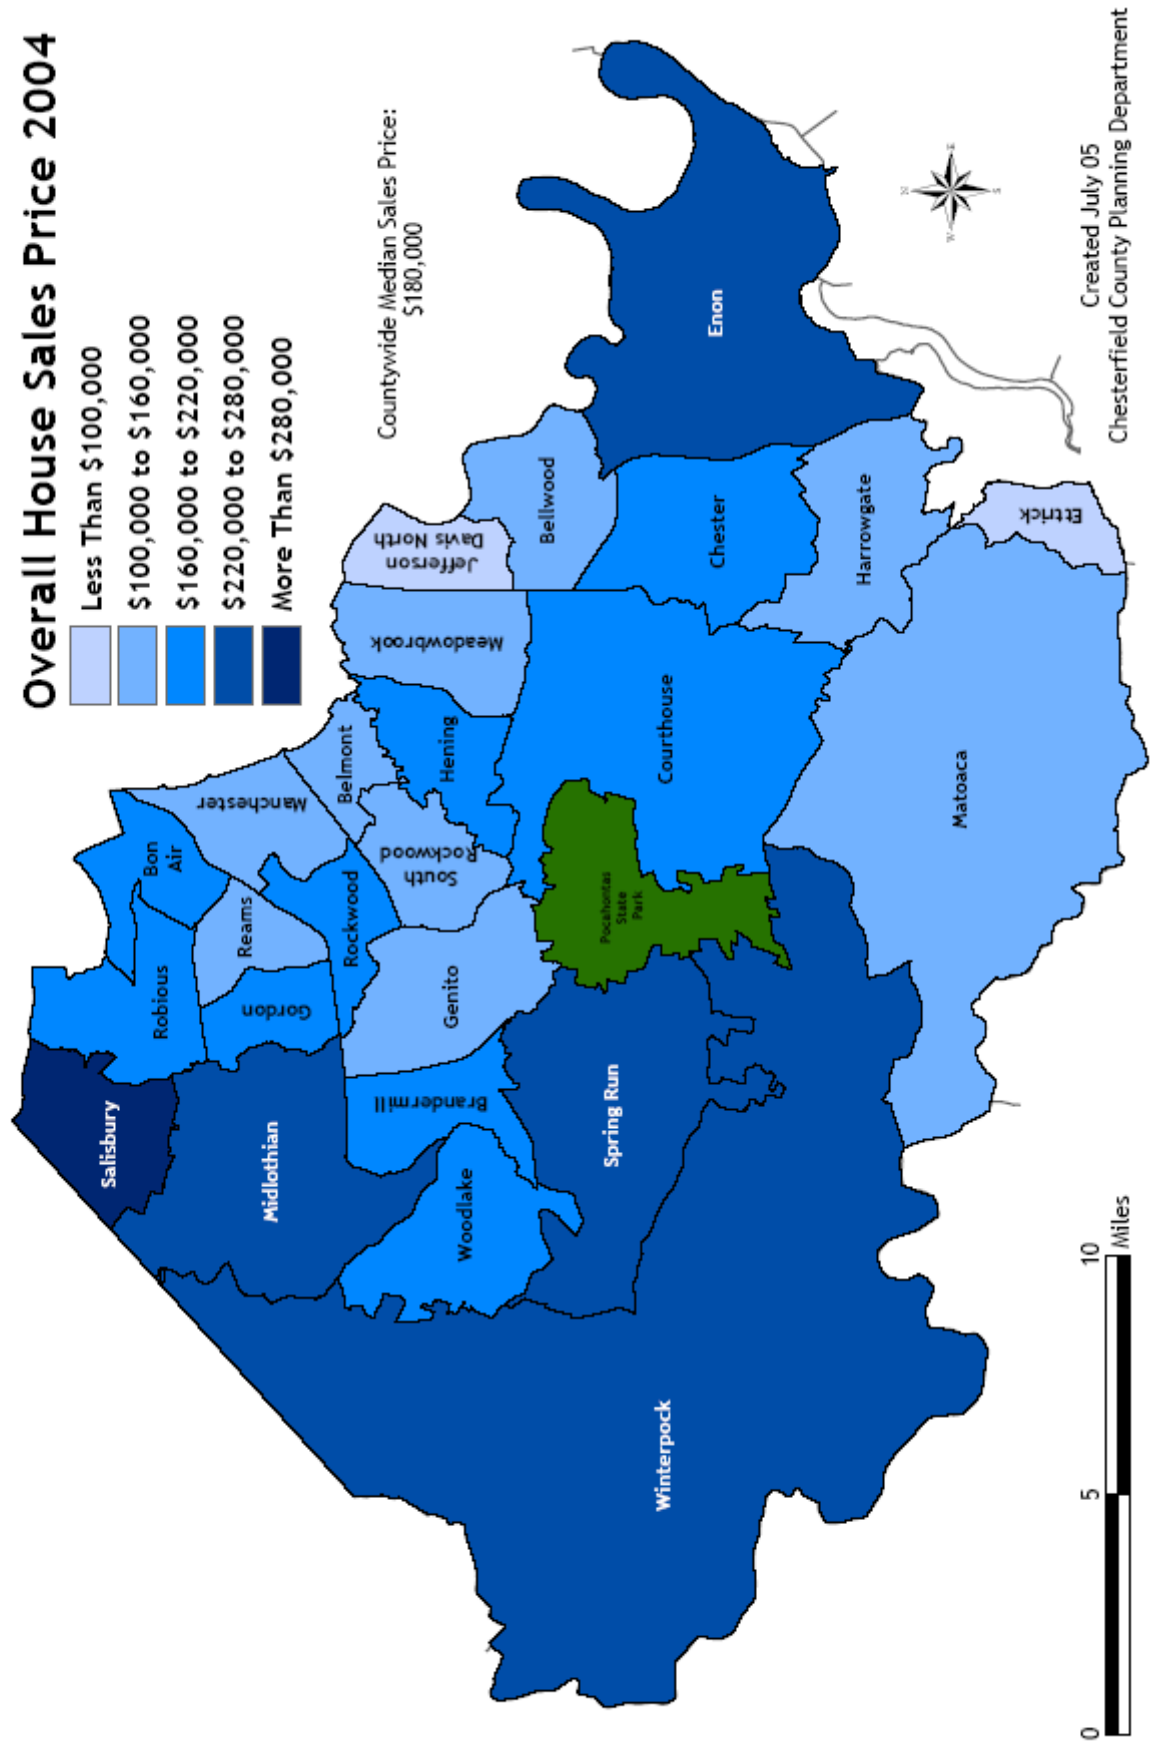 Overall House Sales Price 2004
Less Than $100,000
$100,000 to $160,000
$160,000 to $220,000
$220,000 to $280,000
More Than $280,000
Countywide Median Sales Price:
$180,000
Salisbury
Robious
Bon
Air
Midlothian
Gordon
Reams
Manchester
Rockwood
Belmont
Brandermill
Genito
South
Rockwood
Hening
Meadowbrook
Jefferson
Davis North
Woodlake
Bellwood
Spring Run
Pocahontas
State
Park
Courthouse
Chester
Enon
Winterpock
Harrowgate
Matoaca
Ettrick
N
W
E
S
0
5
10
Miles
Created July 05
Chesterfield County Planning Department